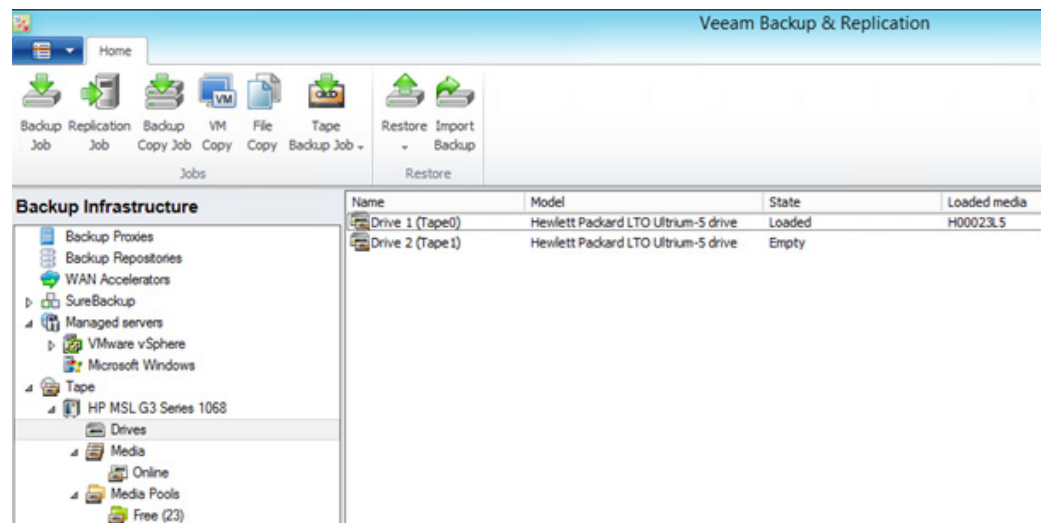 Veeam Backup & Replication
Home
Backup Job
Replication Job
Backup Copy Job
VM Copy
File Copy
Tape Backup Job
Restore
Import Backup
Jobs
Restore
VM
Backup Infrastructure
Backup Proxies
Backup Repositories
WAN Accelerators
SureBackup
Managed servers
VMware vSphere
Microsoft Windows
Tape
HP MSL G3 Series 1068
Drives
Media
Online
Media Pools
Free (23)
Name Model State Loaded media
Drive 1 (Tape0) Hewlett Packard LTO Ultrium-5 drive Loaded H00023L5
Drive 2 (Tape1) Hewlett Packard LTO Ultrium-5 drive Empty